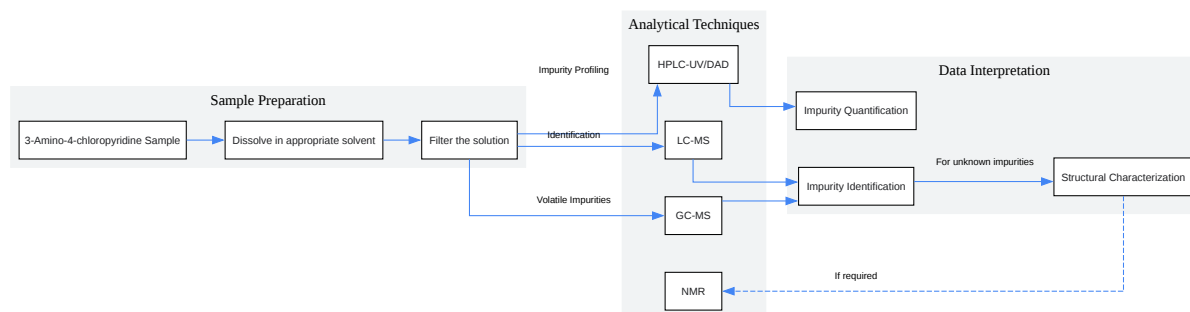 Analytical Techniques
HPLC-UV/DAD
Impurity Profiling
Data Interpretation
Sample Preparation
Impurity Quantification
3-Amino-4-chloropyridine Sample
Dissolve in appropriate solvent
Filter the solution
Identification
LC-MS
For unknown impurities
Structural Characterization
Impurity Identification
Volatile Impurities
GC-MS
If required
NMR